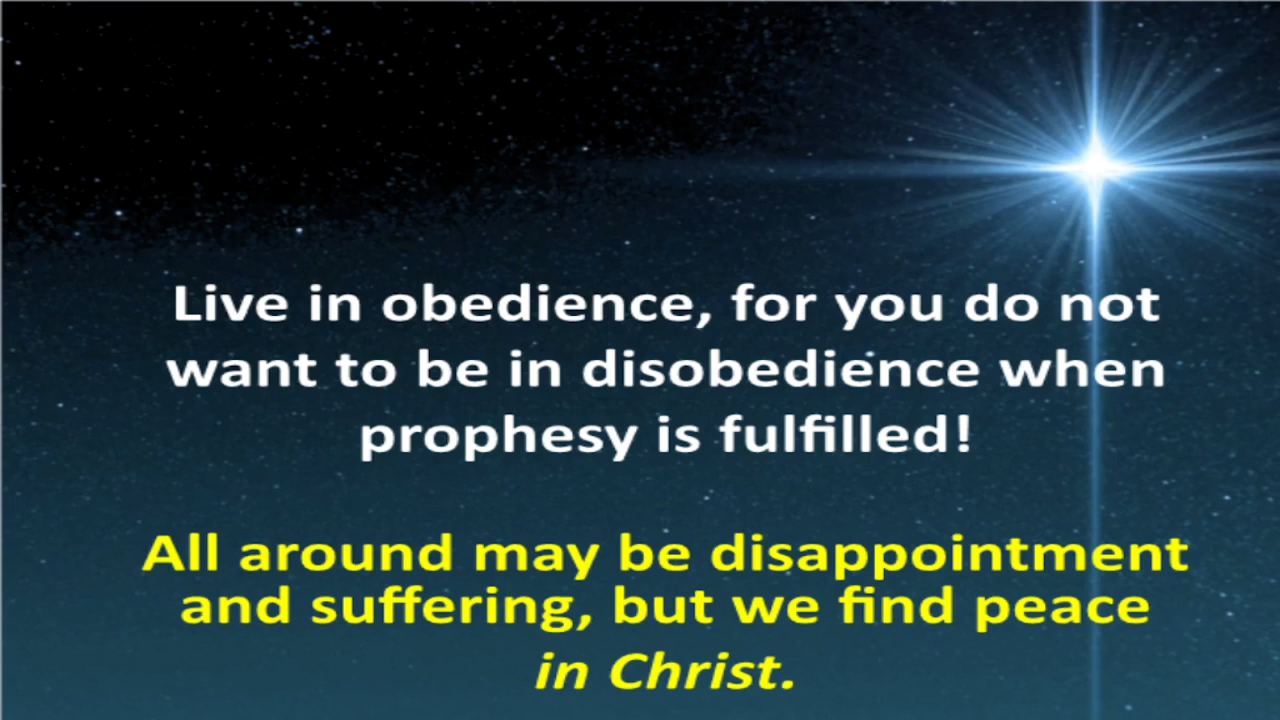 Live in obedience, for you do not
want to be in disobedience when
prophesy is fulfilled!
All around may be disappointment
and suffering, but we find peace
in Christ.